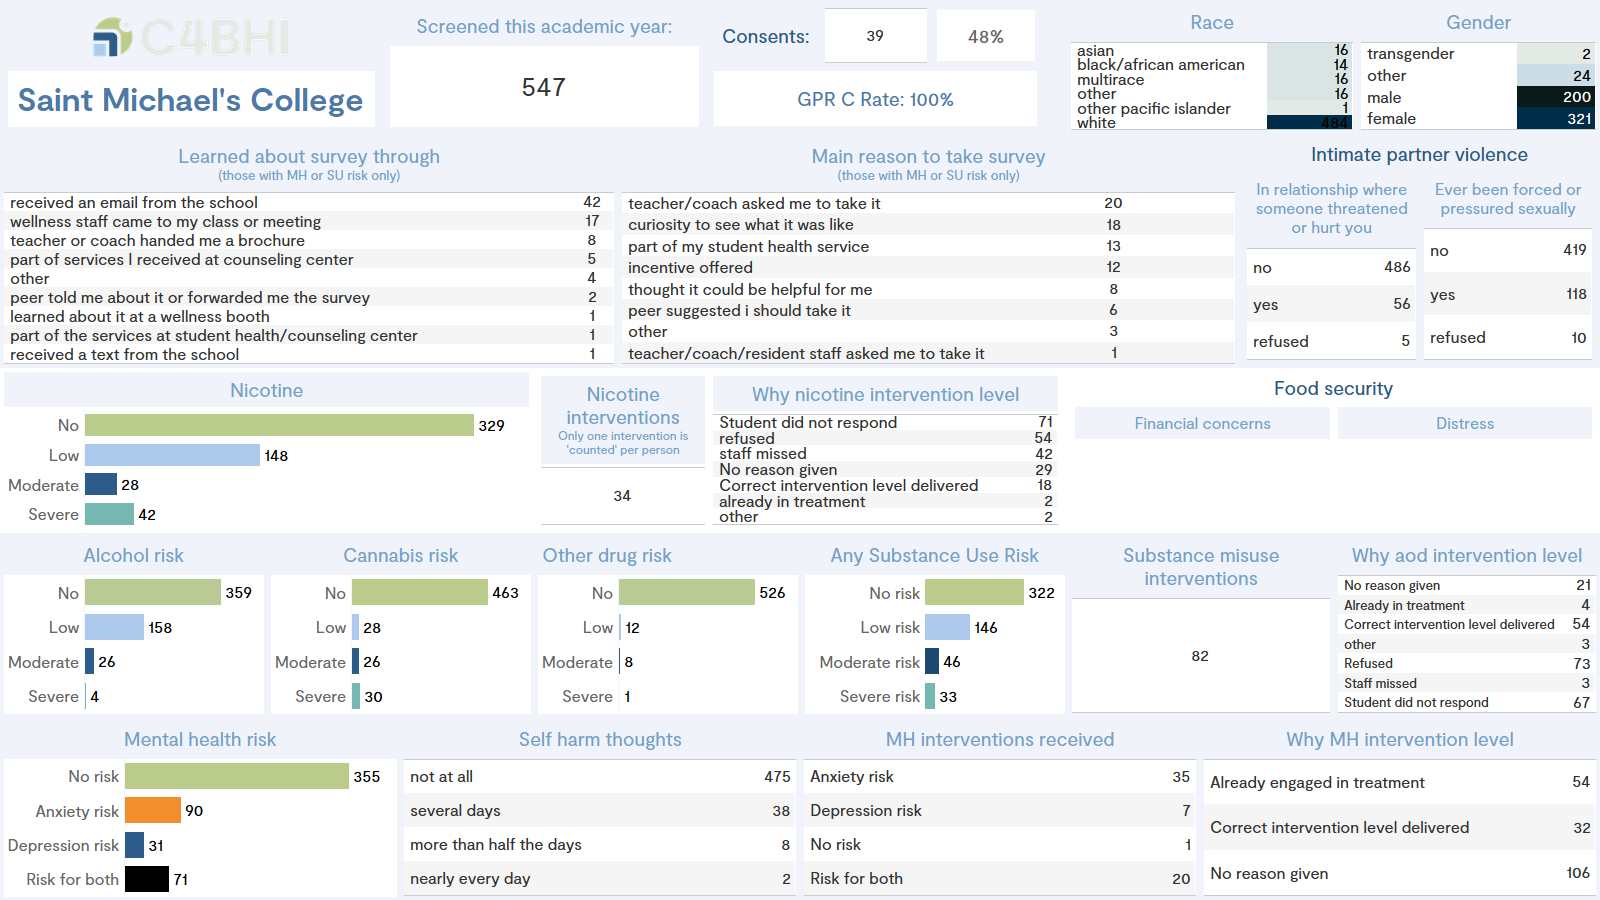 C4BHI
Saint Michael's College
Screened this academic year:
547
Consents:
39
48%
GPR C Rate: 100%
Race
asian 16
black/african american 14
multirace 16
other 16
other pacific islander 1
white 484
Gender
transgender 2
other 24
male 200
female 321
Learned about survey through
(those with MH or SU risk only)
received an email from the school 42
wellness staff came to my class or meeting 17
teacher or coach handed me a brochure 8
part of services I received at counseling center 5
other 4
peer told me about it or forwarded me the survey 2
learned about it at a wellness booth 1
part of the services at student health/counseling center 1
received a text from the school 1
Main reason to take survey
(those with MH or SU risk only)
teacher/coach asked me to take it 20
curiosity to see what it was like 18
part of my student health service 13
incentive offered 12
thought it could be helpful for me 8
peer suggested i should take it 6
other 3
teacher/coach/resident staff asked me to take it 1
Intimate partner violence
In relationship where
someone threatened
or hurt you
no 486
yes 56
refused 5
Ever been forced or
pressured sexually
no 419
yes 118
refused 10
Nicotine
No 329
Low 148
Moderate 28
Severe 42
Nicotine
interventions
Only one intervention is
'counted' per person
34
Why nicotine intervention level
Student did not respond 71
refused 54
staff missed 42
No reason given 29
Correct intervention level delivered 18
already in treatment 2
other 2
Food security
Financial concerns
Distress
Alcohol risk
No 359
Low 158
Moderate 26
Severe 4
Cannabis risk
No 463
Low 28
Moderate 26
Severe 30
Other drug risk
No 526
Low 12
Moderate 8
Severe 1
Any Substance Use Risk
No risk 322
Low risk 146
Moderate risk 46
Severe risk 33
Substance misuse
interventions
82
Why aod intervention level
No reason given 21
Already in treatment 4
Correct intervention level delivered 54
other 3
Refused 73
Staff missed 3
Student did not respond 67
Mental health risk
No risk 355
Anxiety risk 90
Depression risk 31
Risk for both 71
Self harm thoughts
not at all 475
several days 38
more than half the days 8
nearly every day 2
MH interventions received
Anxiety risk 35
Depression risk 7
No risk 1
Risk for both 20
Why MH intervention level
Already engaged in treatment 54
Correct intervention level delivered 32
No reason given 106